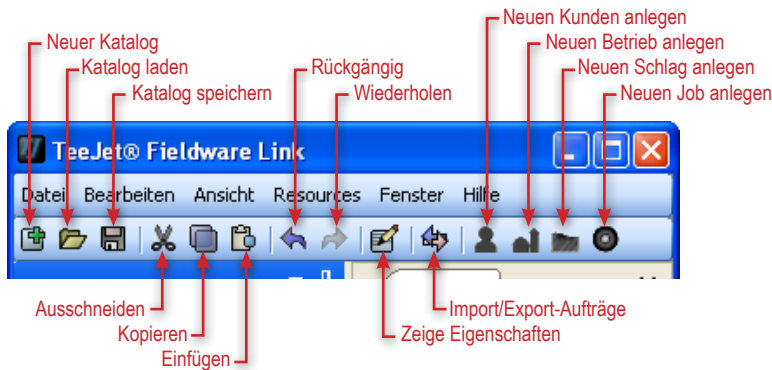 Neuen Kunden anlegen
Neuer Katalog
Neuen Betrieb anlegen
Katalog laden
Rückgängig
Neuen Schlag anlegen
Katalog speichern
Wiederholen
Neuen Job anlegen
TeeJet® Fieldware Link
Datei Bearbeiten Ansicht Resources Fenster Hilfe
Ausschneiden
Import/Export-Aufträge
Kopieren
Zeige Eigenschaften
Einfügen